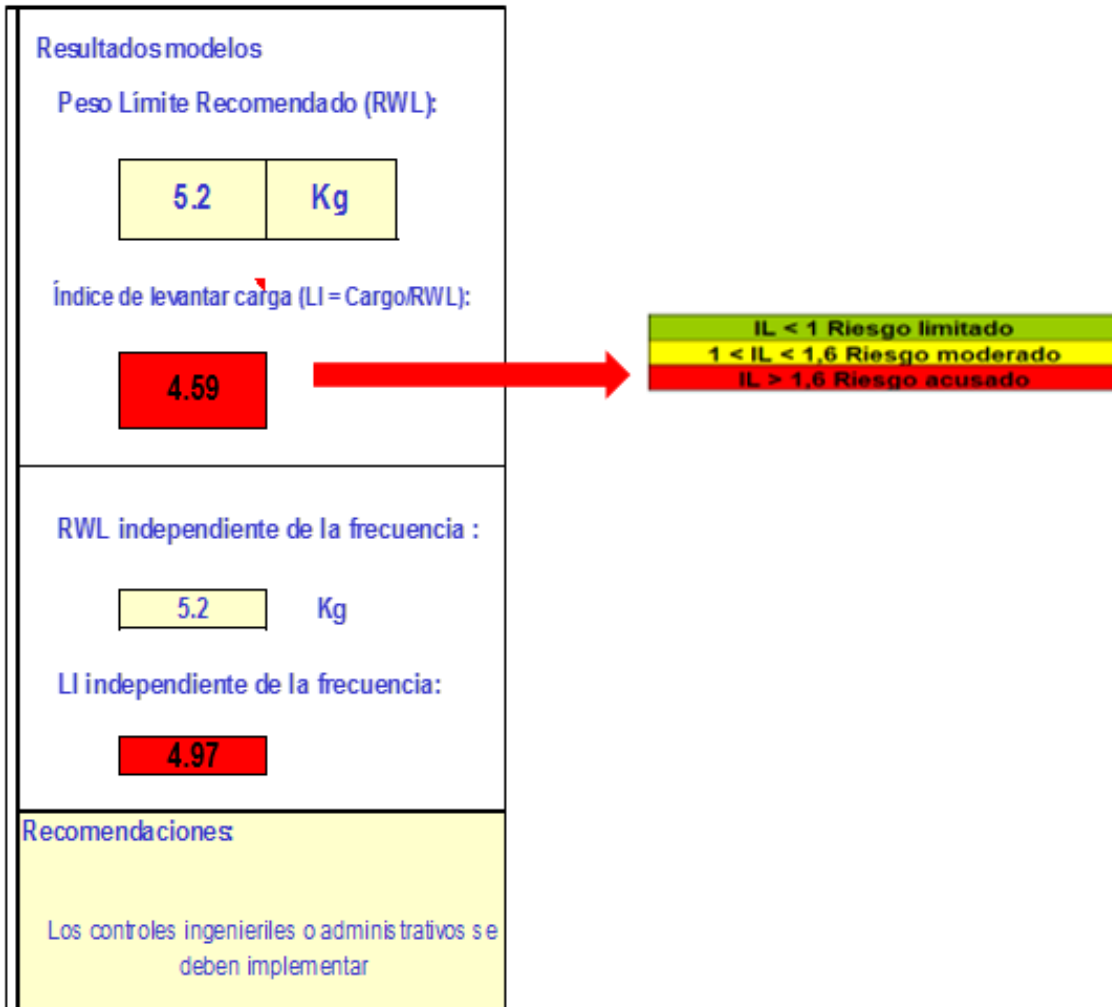 Resultados modelos
Peso Límite Recomendado (RWL):
5.2 Kg
Índice de levantar carga (LI = Cargo/RWL):
4.59
IL < 1 Riesgo limitado
1 < IL < 1,6 Riesgo moderado
IL > 1,6 Riesgo acusado
RWL independiente de la frecuencia :
5.2 Kg
LI independiente de la frecuencia:
4.97
Recomendaciones:
Los controles ingenieriles o administrativos se
deben implementar